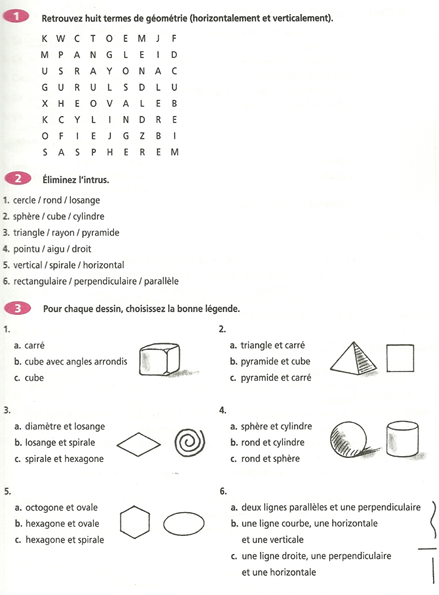 1 Retrouvez huit termes de géométrie (horizontalement et verticalement).
K W C T O E M J F
M P A N G L E I D
U S R A Y O N A C
G U R U L S D L U
X H E O V A L E B
K C Y L I N D R E
O F I E J G Z B I
S A S P H E R E M
2 Éliminez l'intrus.
1. cercle / rond / losange
2. sphère / cube / cylindre
3. triangle / rayon / pyramide
4. pointu / aigu / droit
5. vertical / spirale / horizontal
6. rectangulaire / perpendiculaire / parallèle
3 Pour chaque dessin, choisissez la bonne légende.
1.
a. carré
b. cube avec angles arrondis
c. cube
2.
a. triangle et carré
b. pyramide et cube
c. pyramide et carré
3.
a. diamètre et losange
b. losange et spirale
c. spirale et hexagone
4.
a. sphère et cylindre
b. rond et cylindre
c. rond et sphère
5.
a. octogone et ovale
b. hexagone et ovale
c. hexagone et spirale
6.
a. deux lignes parallèles et une perpendiculaire
b. une ligne courbe, une horizontale
et une verticale
c. une ligne droite, une perpendiculaire
et une horizontale